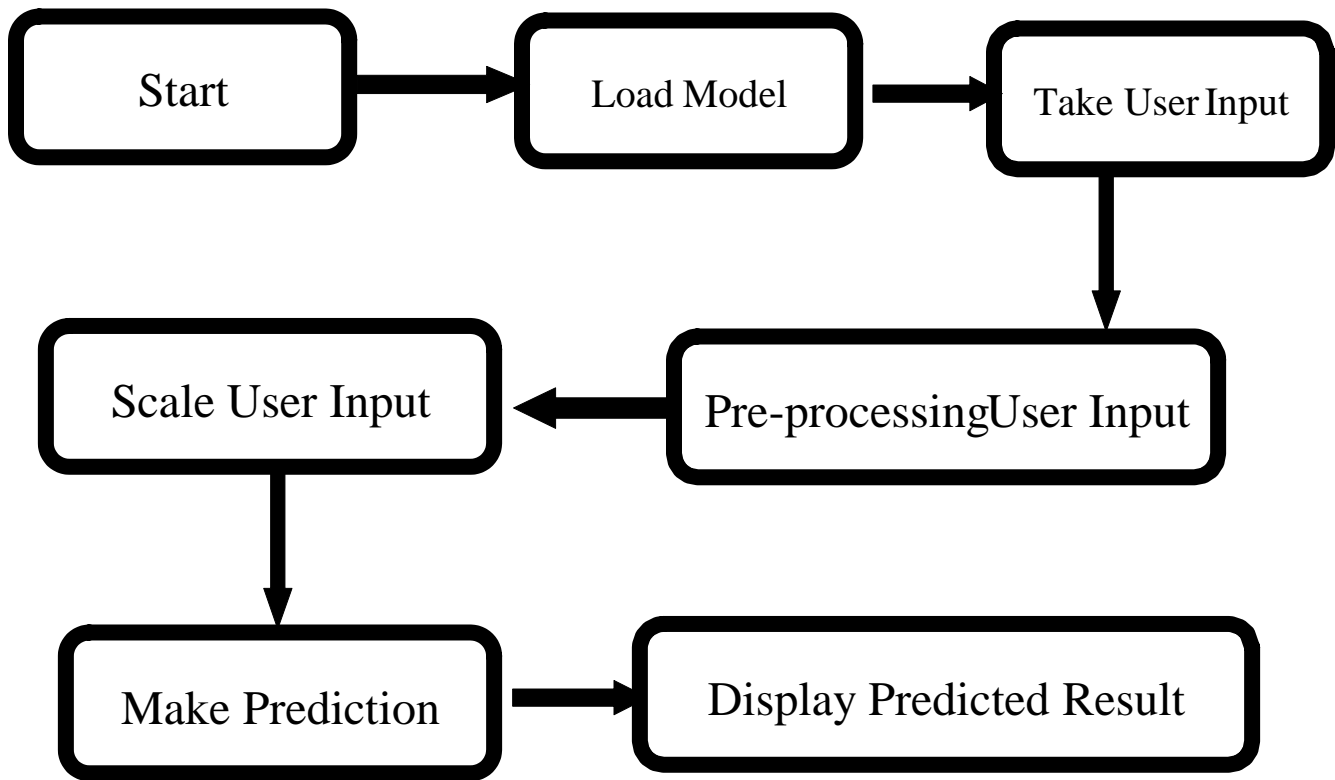 Start
Load Model
Take User Input
Pre-processingUser Input
Scale User Input
Make Prediction
Display Predicted Result